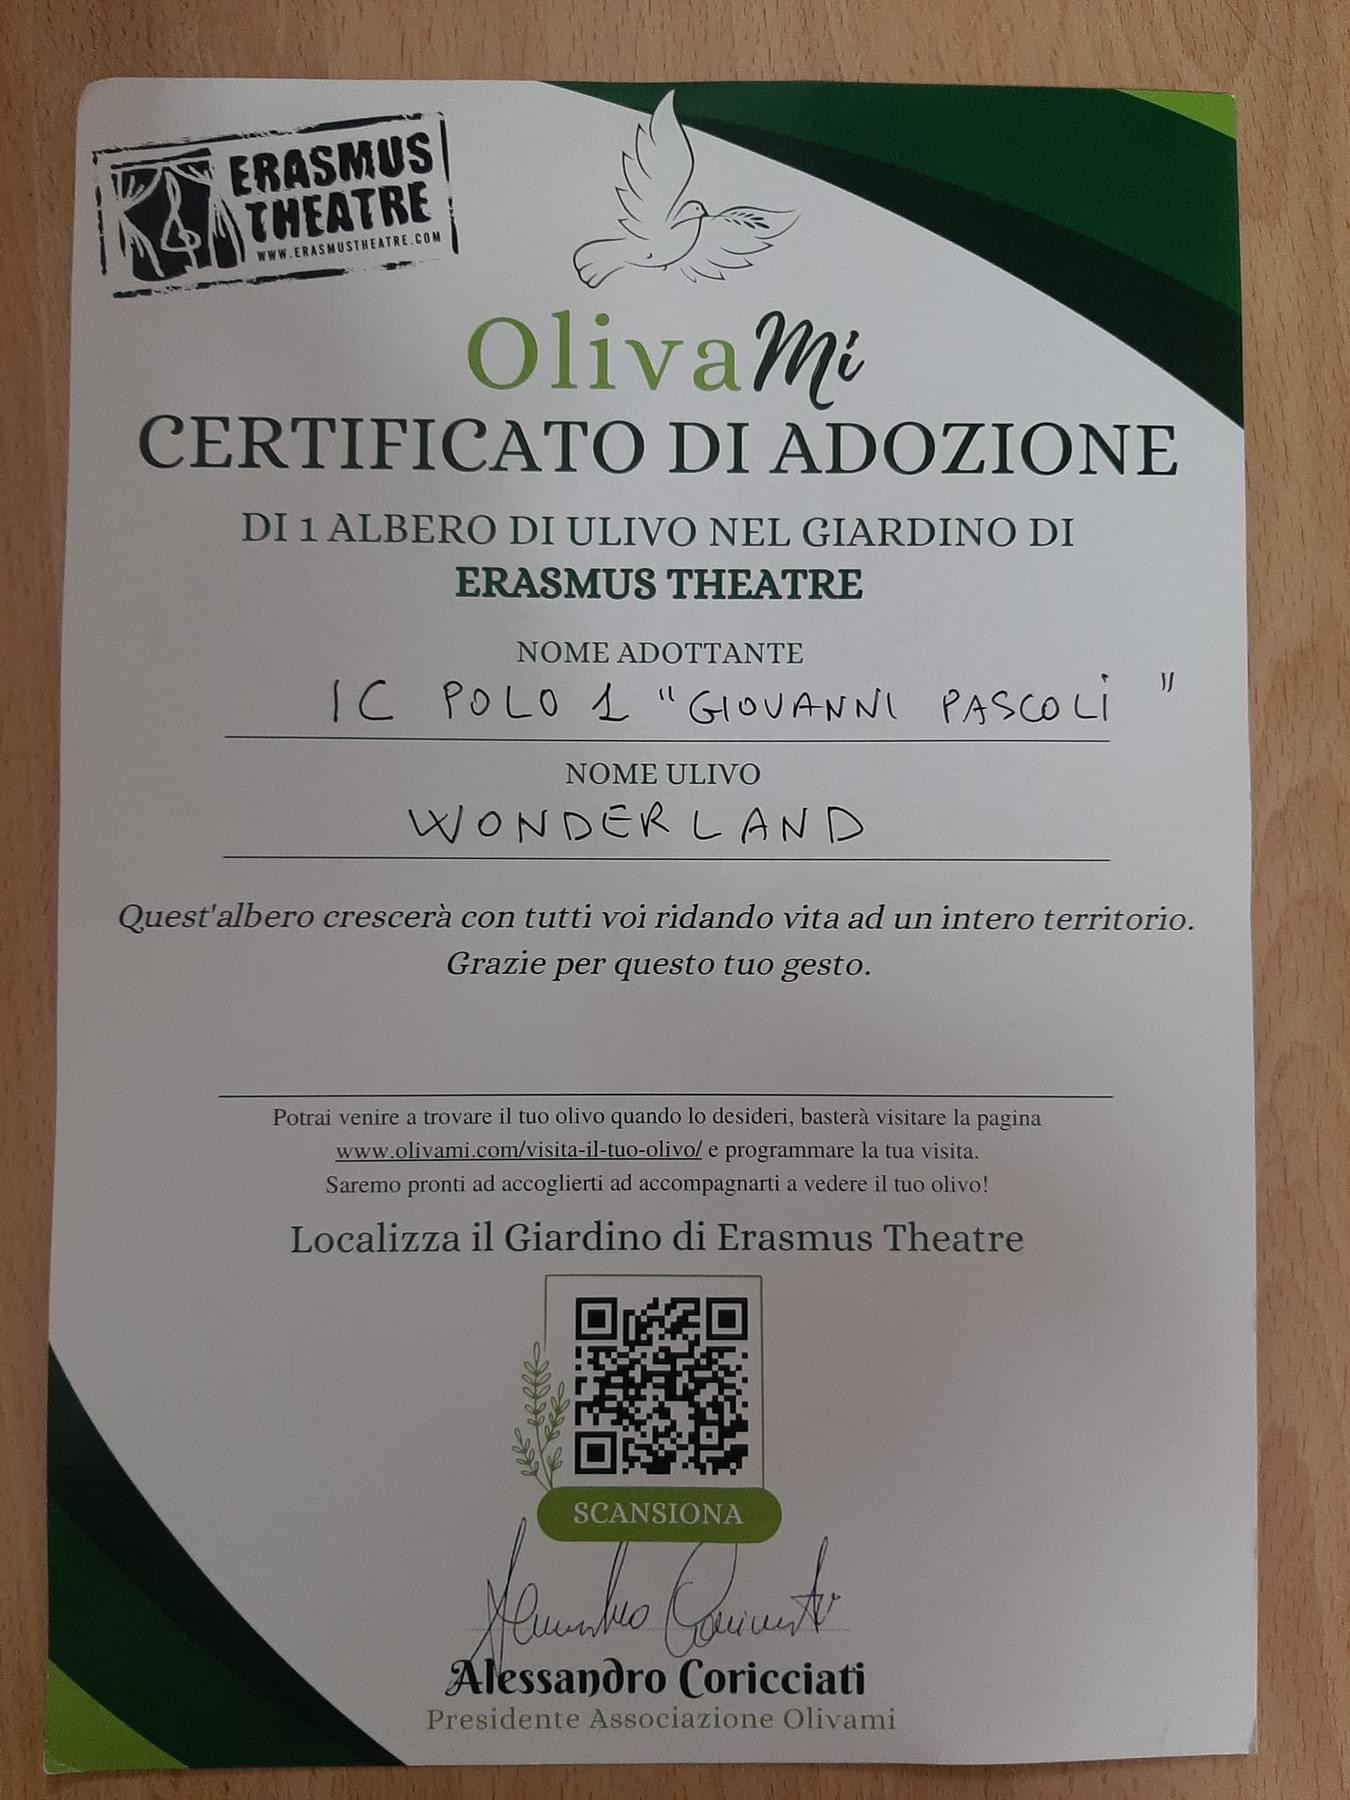 ERASMUS
THEATRE
WWW.ERASMUSTHEATRE.COM
OlivaMi
CERTIFICATO DI ADOZIONE
DI 1 ALBERO DI ULIVO NEL GIARDINO DI
ERASMUS THEATRE
NOME ADOTTANTE
IC POLO 1 "GIOVANNI PASCOLI"
NOME ULIVO
WONDERLAND
Quest'albero crescerà con tutti voi ridando vita ad un intero territorio.
Grazie per questo tuo gesto.
Potrai venire a trovare il tuo olivo quando lo desideri, basterà visitare la pagina
www.olivami.com/visita-il-tuo-olivo/ e programmare la tua visita.
Saremo pronti ad accoglierti ad accompagnarti a vedere il tuo olivo!
Localizza il Giardino di Erasmus Theatre
SCANSIONA
Alessandro Coricciati
Alessandro Coricciati
Presidente Associazione Olivami